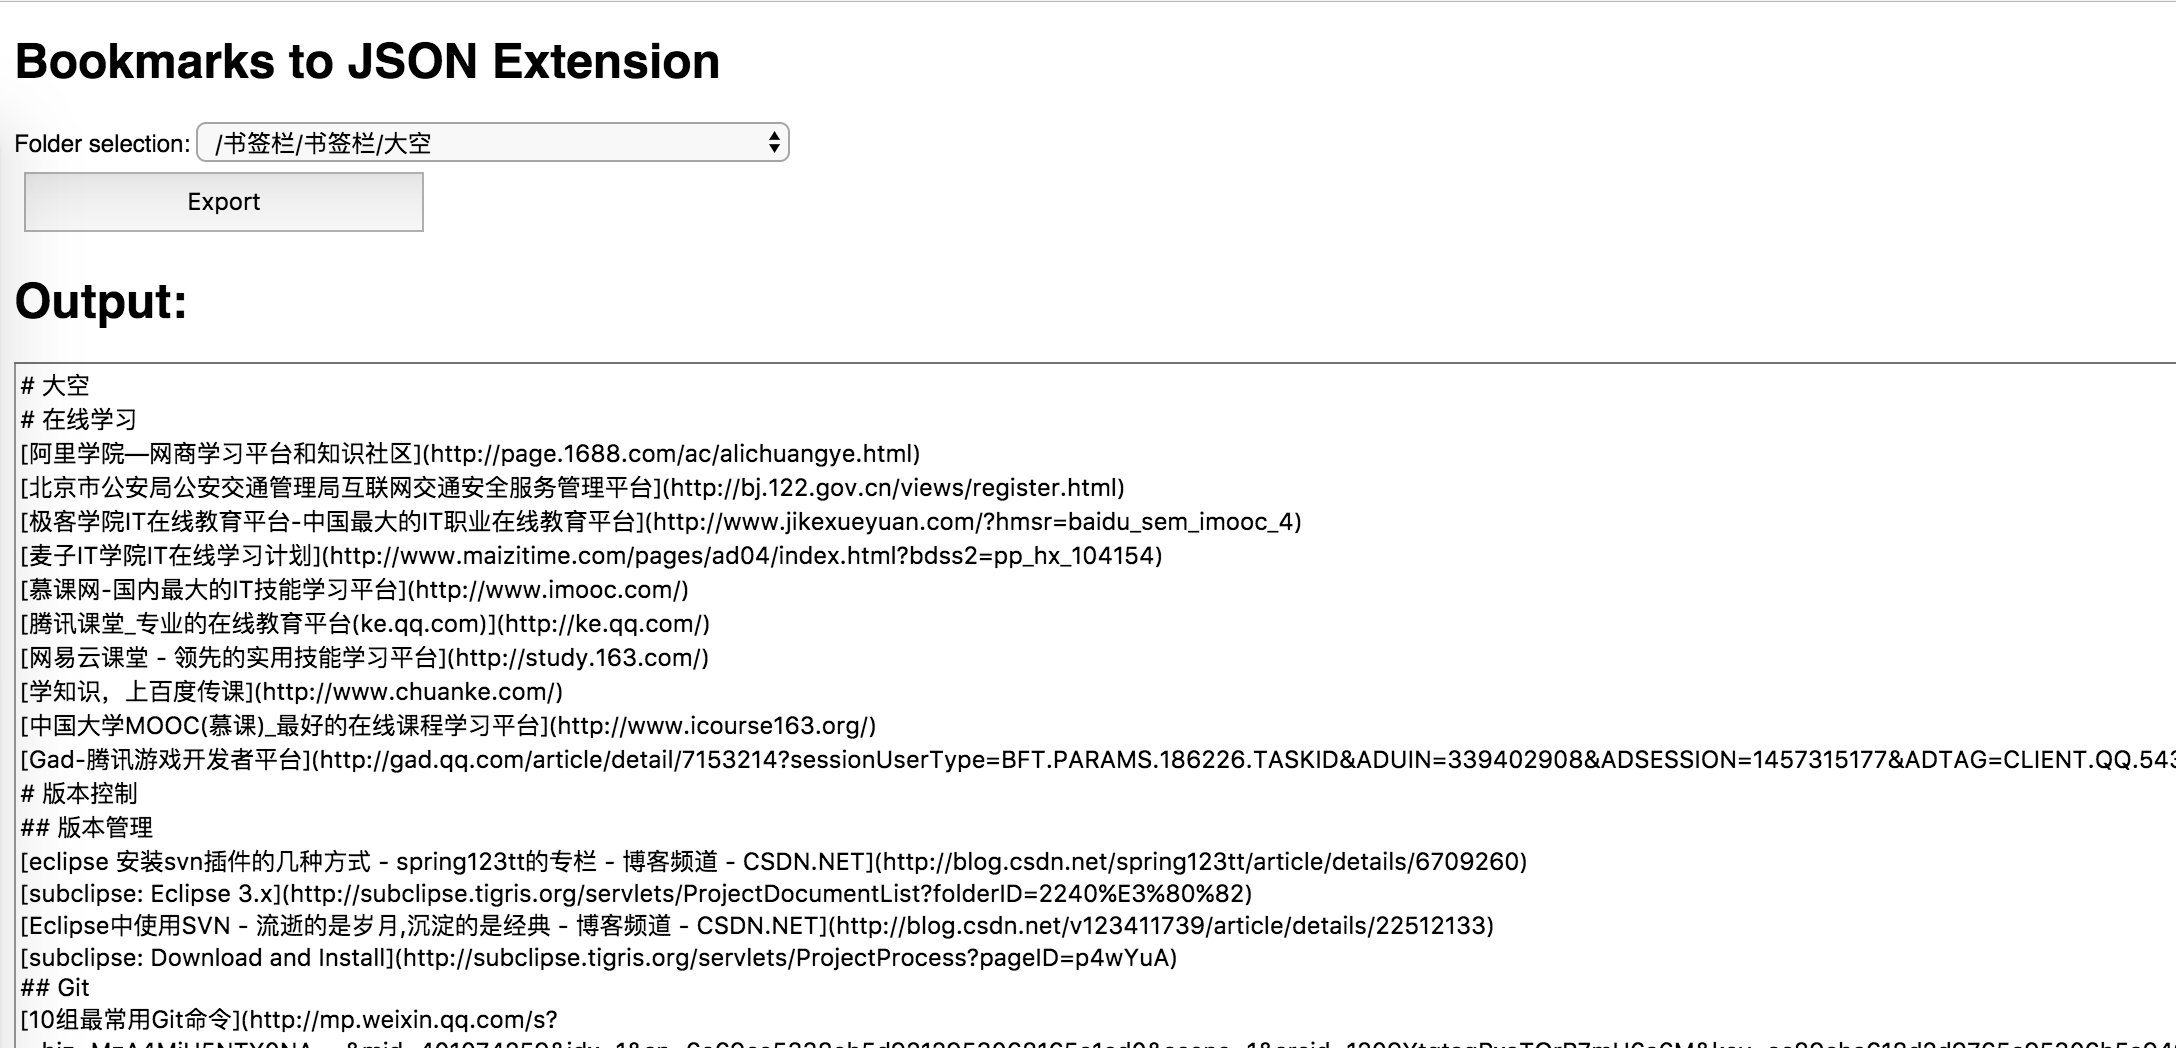 Bookmarks to JSON Extension
Folder selection: /书签栏/书签栏/大空
Export
Output:
# 大空
# 在线学习
[阿里学院—网商学习平台和知识社区](http://page.1688.com/ac/alichuangye.html)
[北京市公安局公安交通管理局互联网交通安全服务管理平台](http://bj.122.gov.cn/views/register.html)
[极客学院IT在线教育平台-中国最大的IT职业在线教育平台](http://www.jikexueyuan.com/?hmsr=baidu_sem_imooc_4)
[麦子IT学院IT在线学习计划](http://www.maizitime.com/pages/ad04/index.html?bdss2=pp_hx_104154)
[慕课网-国内最大的IT技能学习平台](http://www.imooc.com/)
[腾讯课堂_专业的在线教育平台(ke.qq.com)](http://ke.qq.com/)
[网易云课堂 - 领先的实用技能学习平台](http://study.163.com/)
[学知识，上百度传课](http://www.chuanke.com/)
[中国大学MOOC(慕课)_最好的在线课程学习平台](http://www.icourse163.org/)
[Gad-腾讯游戏开发者平台](http://gad.qq.com/article/detail/7153214?sessionUserType=BFT.PARAMS.186226.TASKID&ADUIN=339402908&ADSESSION=1457315177&ADTAG=CLIENT.QQ.543
# 版本控制
## 版本管理
[eclipse 安装svn插件的几种方式 - spring123tt的专栏 - 博客频道 - CSDN.NET](http://blog.csdn.net/spring123tt/article/details/6709260)
[subclipse: Eclipse 3.x](http://subclipse.tigris.org/servlets/ProjectDocumentList?folderID=2240%E3%80%82)
[Eclipse中使用SVN - 流逝的是岁月,沉淀的是经典 - 博客频道 - CSDN.NET](http://blog.csdn.net/v123411739/article/details/22512133)
[subclipse: Download and Install](http://subclipse.tigris.org/servlets/ProjectProcess?pageID=p4wYuA)
## Git
[10组最常用Git命令](http://mp.weixin.qq.com/s?